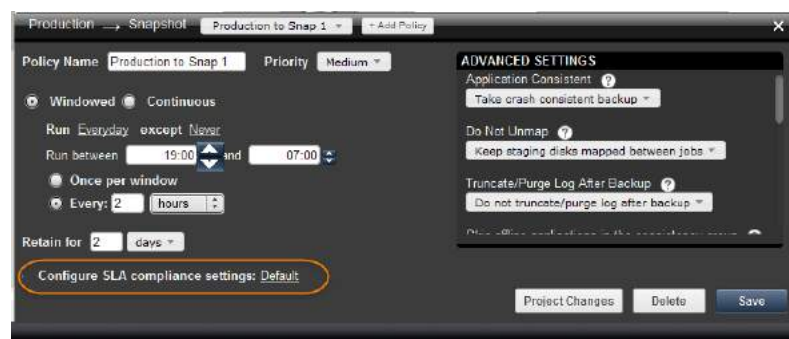 Production → Snapshot Production to Snap 1 + Add Policy
Policy Name Production to Snap 1 Priority Medium
ADVANCED SETTINGS
Application Consistent ?
Take crash consistent backup
Windowed Continuous
Run Everyday except Never
Do Not Unmap ?
Keep staging disks mapped between jobs
Run between 19:00 and 07:00
Once per window
Truncate/Purge Log After Backup ?
Do not truncate/purge log after backup
Every: 2 hours
Retain for 2 days
Configure SLA compliance settings: Default
Project Changes Delete Save